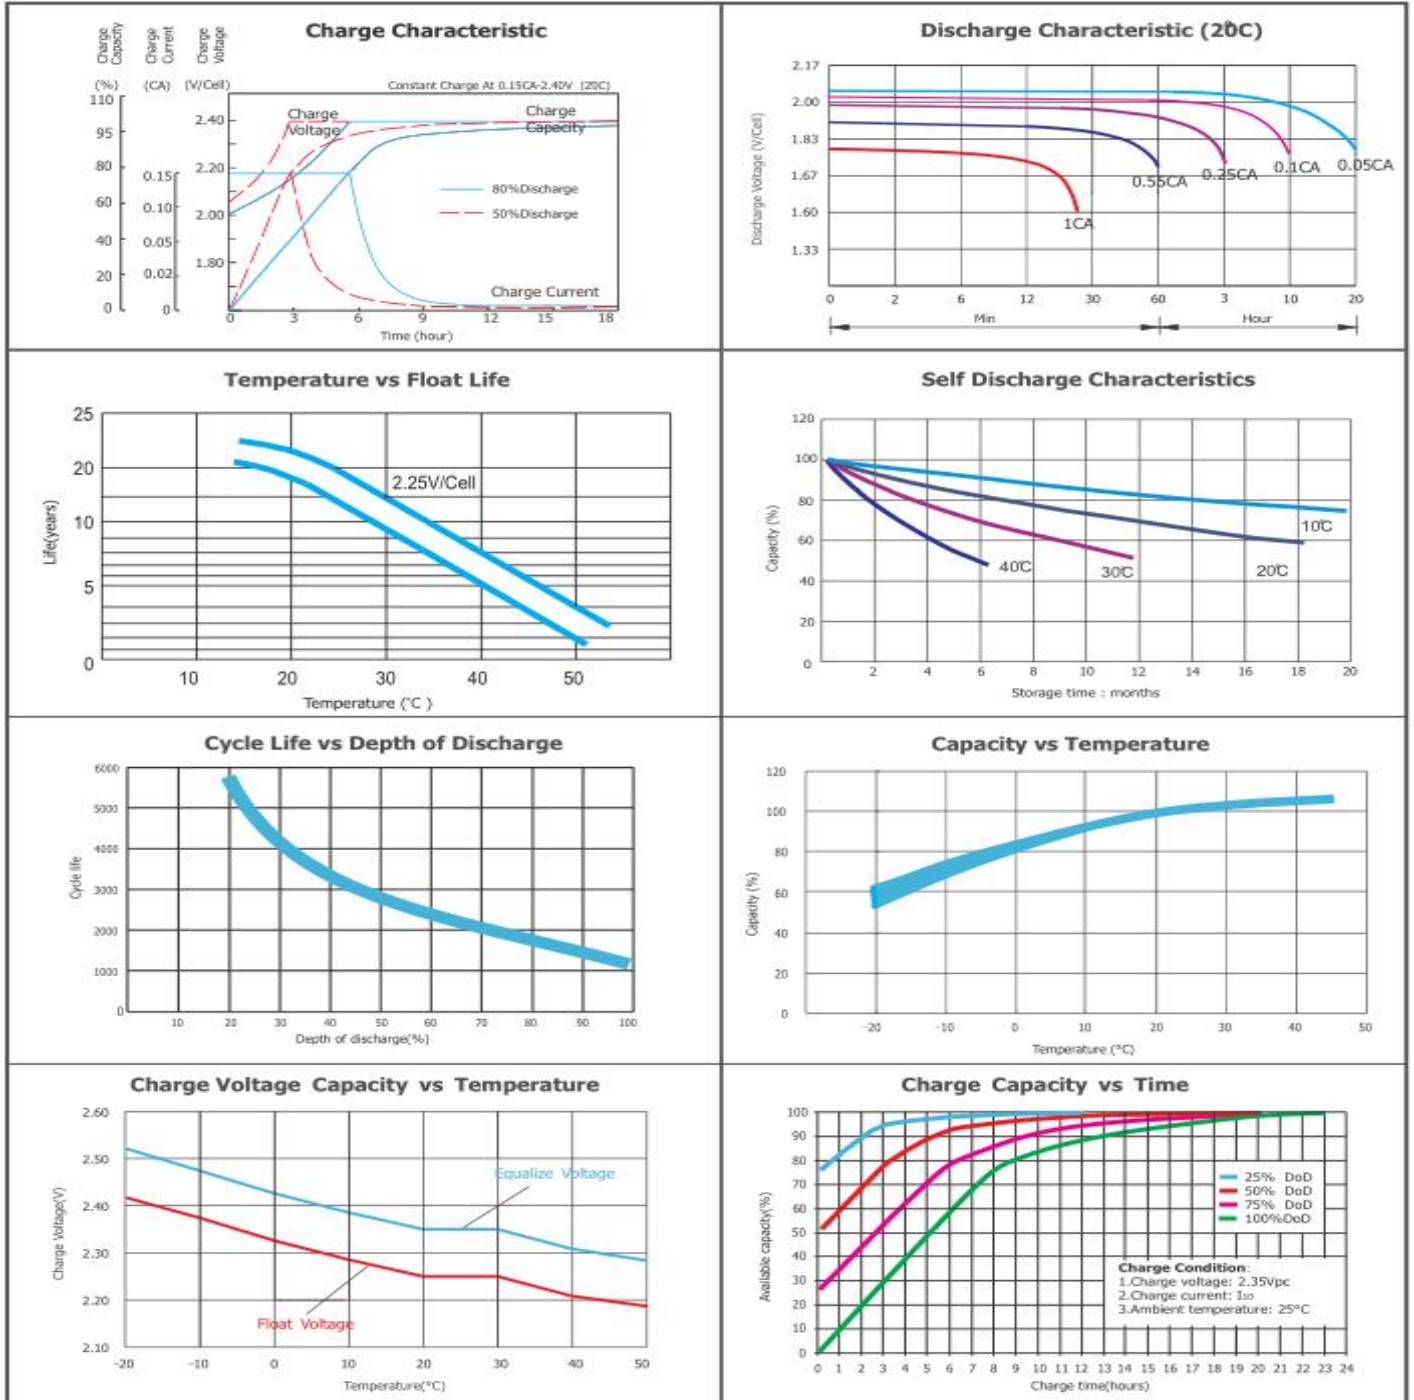 Charge Characteristic
Charge
Capacity
Charge
Current
Charge
Voltage
(%)
(CA)
(V/Cell)
Constant Charge At 0.15CA-2.40V (20C)
110
95
80
60
40
20
0
0.15
0.10
0.05
0.02
0
2.40
2.20
2.00
1.80
Charge
Voltage
Charge
Capacity
80%Discharge
50%Discharge
Charge Current
0 3 6 9 12 15 18
Time (hour)
Discharge Characteristic (20℃)
Discharge Voltage (V/Cell)
2.17
2.00
1.83
1.67
1.60
1.33
1CA
0.55CA
0.25CA
0.1CA
0.05CA
0 2 6 12 30 60 3 10 20
Min
Hour
Temperature vs Float Life
Life(years)
25
20
10
5
0
2.25V/Cell
10 20 30 40 50
Temperature (℃ )
Self Discharge Characteristics
Capacity (%)
120
100
80
60
40
20
0
10℃
20℃
30℃
40℃
2 4 6 8 10 12 14 16 18 20
Storage time : months
Cycle Life vs Depth of Discharge
Cycle life
6000
5000
4000
3000
2000
1000
0
10 20 30 40 50 60 70 80 90 100
Depth of discharge(%)
Capacity vs Temperature
Capacity (%)
120
100
80
60
40
20
0
-20 -10 0 10 20 30 40 50
Temperature (°C)
Charge Voltage Capacity vs Temperature
Charge Voltage(V)
2.60
2.50
2.40
2.30
2.20
2.10
Equalize Voltage
Float Voltage
-20 -10 0 10 20 30 40 50
Temperature(°C)
Charge Capacity vs Time
Available capacity(%)
100
90
80
70
60
50
40
30
20
10
0
25% DoD
50% DoD
75% DoD
100%DoD
Charge Condition:
1.Charge voltage: 2.35Vpc
2.Charge current: I₁₀
3.Ambient temperature: 25°C
0 1 2 3 4 5 6 7 8 9 10 11 12 13 14 15 16 17 18 19 20 21 22 23 24
Charge time(hours)